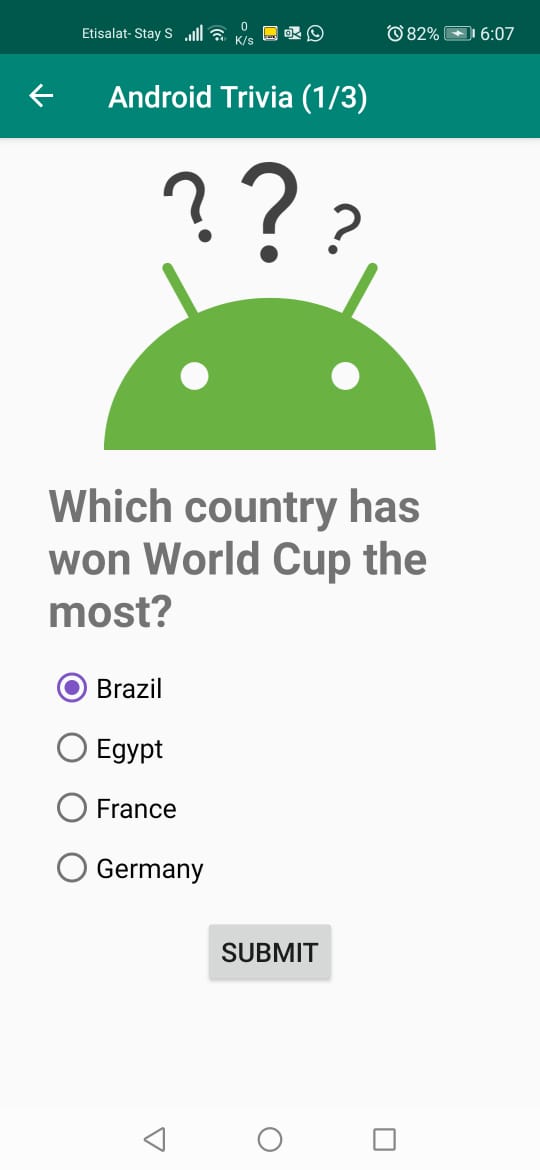 Etisalat- Stay S 0 K/s 82% 6:07
Android Trivia (1/3)
? ? ?
Which country has
won World Cup the
most?
Brazil
Egypt
France
Germany
SUBMIT